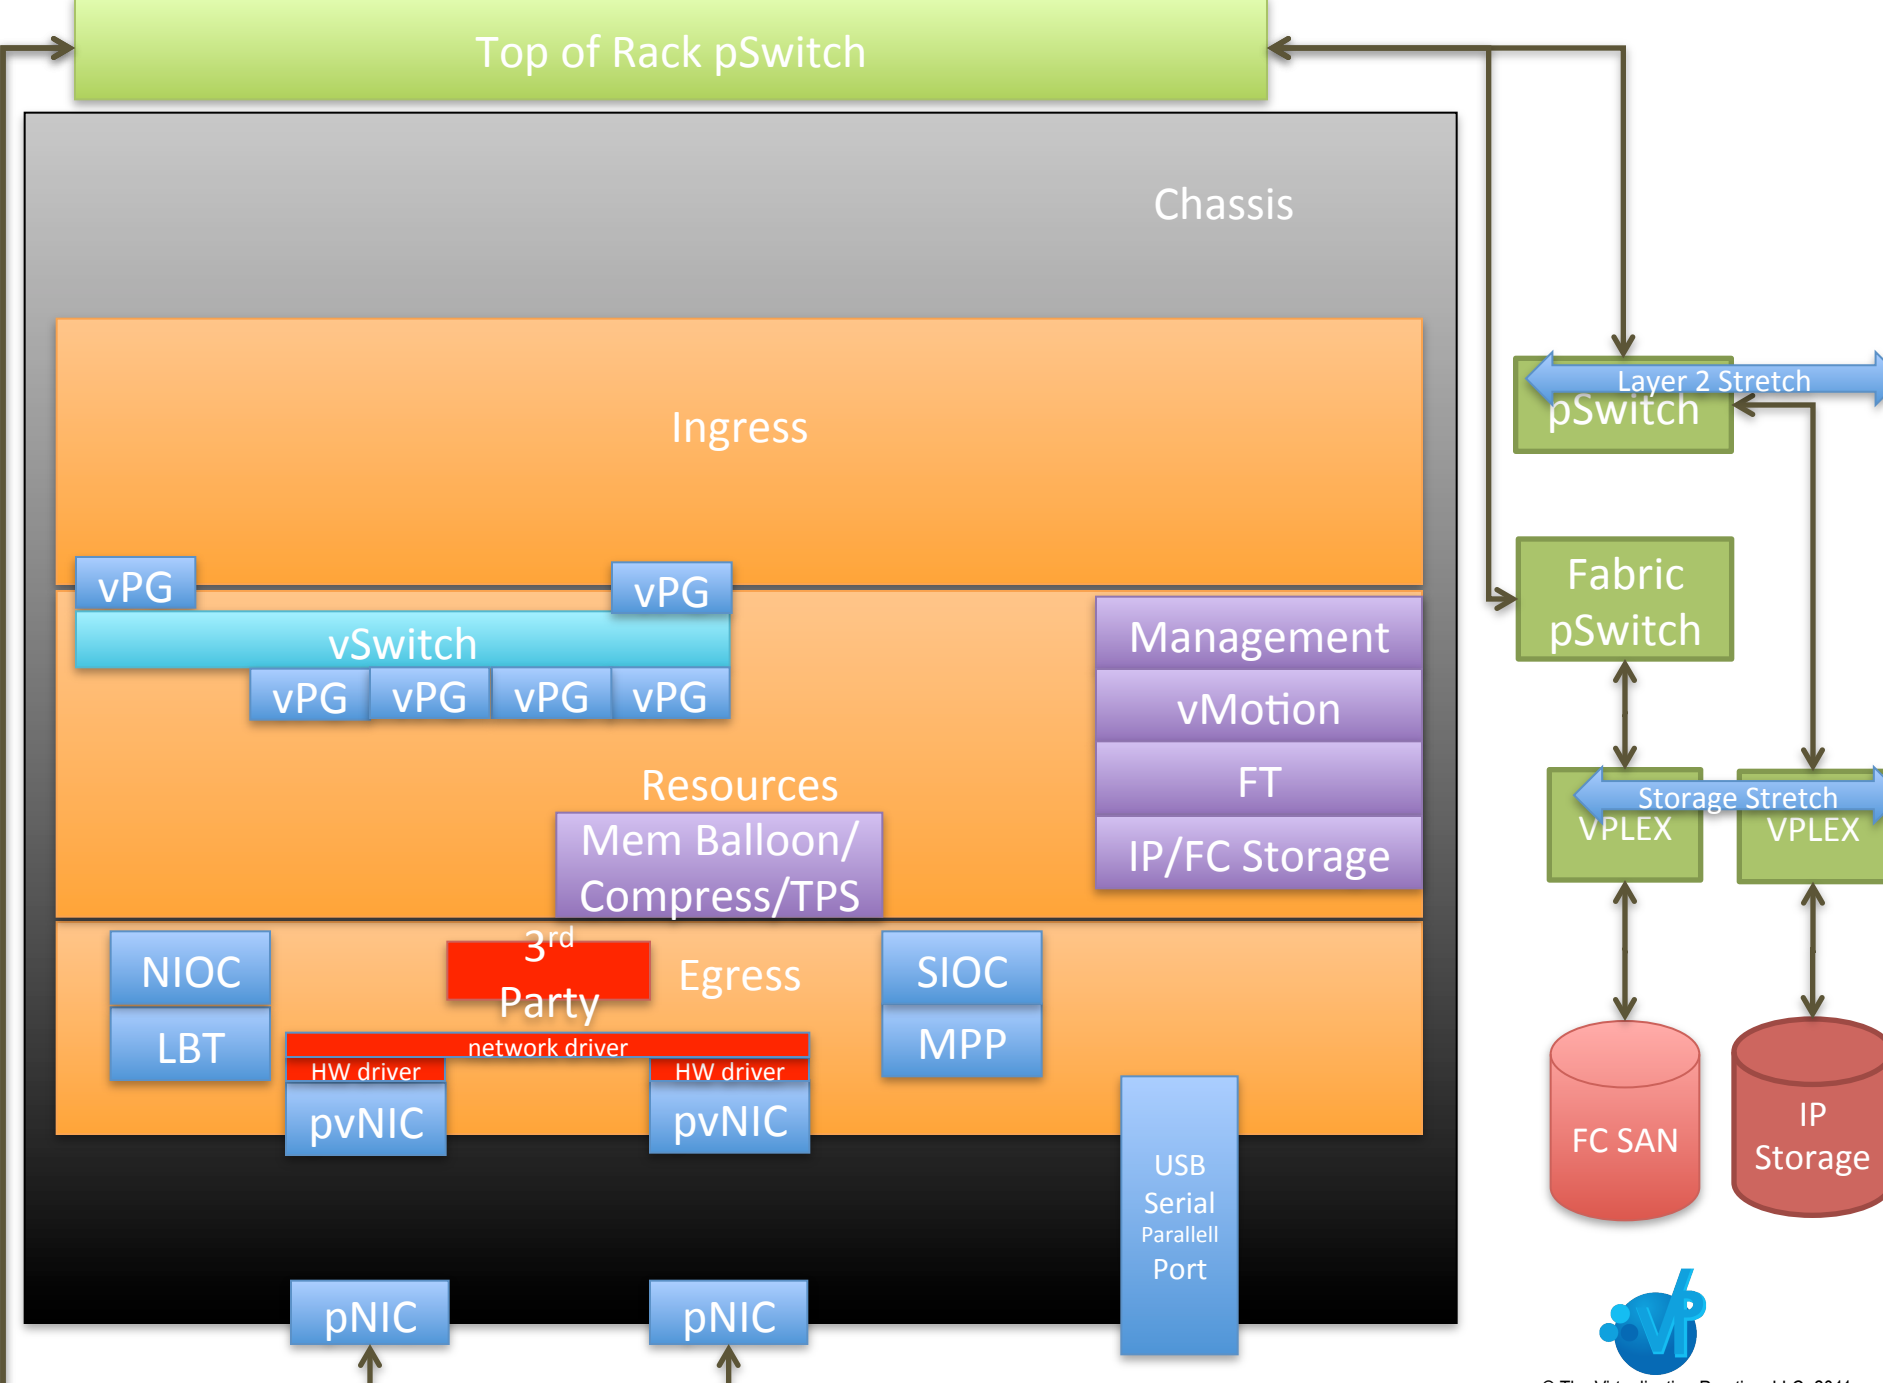 Top of Rack pSwitch
Chassis
Ingress
vPG
vPG
vSwitch
vPG
vPG
vPG
vPG
Resources
Mem Balloon/
Compress/TPS
Management
vMotion
FT
IP/FC Storage
NIOC
LBT
3rd
Party
Egress
SIOC
MPP
network driver
HW driver
HW driver
pvNIC
pvNIC
USB
Serial
Parallell
Port
pNIC
pNIC
Layer 2 Stretch
pSwitch
Fabric
pSwitch
Storage Stretch
VPLEX
VPLEX
FC SAN
IP
Storage
VP